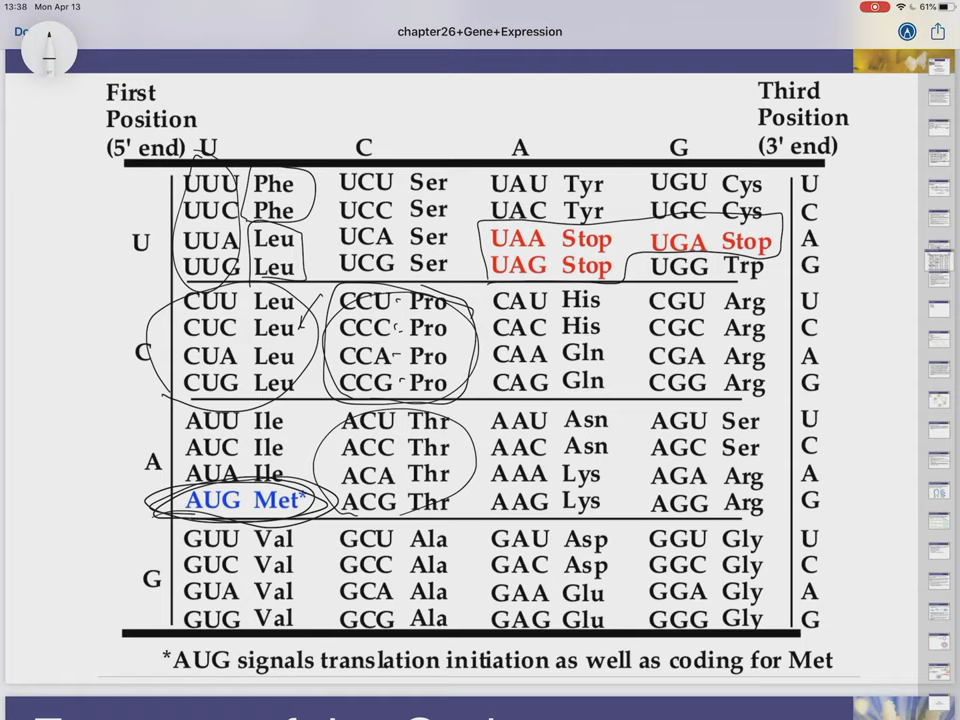 13:38 Mon Apr 13
61%
chapter26+Gene+Expression
First Position (5' end)
U C A G
Third Position (3' end)
U
UUU Phe UCU Ser UAU Tyr UGU Cys U
UUC Phe UCC Ser UAC Tyr UGC Cys C
UUA Leu UCA Ser UAA Stop UGA Stop A
UUG Leu UCG Ser UAG Stop UGG Trp G
C
CUU Leu CCU Pro CAU His CGU Arg U
CUC Leu CCC Pro CAC His CGC Arg C
CUA Leu CCA Pro CAA Gln CGA Arg A
CUG Leu CCG Pro CAG Gln CGG Arg G
A
AUU Ile ACU Thr AAU Asn AGU Ser U
AUC Ile ACC Thr AAC Asn AGC Ser C
AUA Ile ACA Thr AAA Lys AGA Arg A
AUG Met* ACG Thr AAG Lys AGG Arg G
G
GUU Val GCU Ala GAU Asp GGU Gly U
GUC Val GCC Ala GAC Asp GGC Gly C
GUA Val GCA Ala GAA Glu GGA Gly A
GUG Val GCG Ala GAG Glu GGG Gly G
*AUG signals translation initiation as well as coding for Met